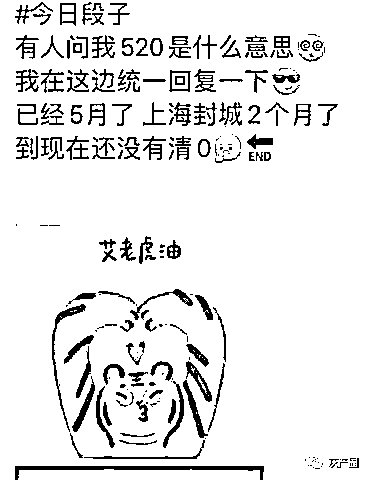 #今日段子
有人问我520是什么意思
我在这边统一回复一下
已经5月了 上海封城2个月了
到现在还没有清0
END
艾老虎油
灰产圈